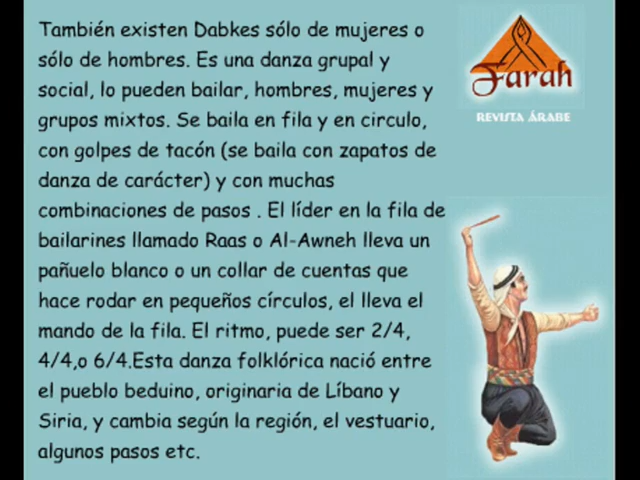 También existen Dabkes sólo de mujeres o
sólo de hombres. Es una danza grupal y
social, lo pueden bailar, hombres, mujeres y
grupos mixtos. Se baila en fila y en circulo,
con golpes de tacón (se baila con zapatos de
danza de carácter) y con muchas
combinaciones de pasos . El líder en la fila de
bailarines llamado Raas o Al-Awneh lleva un
pañuelo blanco o un collar de cuentas que
hace rodar en pequeños círculos, el lleva el
mando de la fila. El ritmo, puede ser 2/4,
4/4,o 6/4.Esta danza folklórica nació entre
el pueblo beduino, originaria de Líbano y
Siria, y cambia según la región, el vestuario,
algunos pasos etc.
Farah
REVISTA ÁRABE